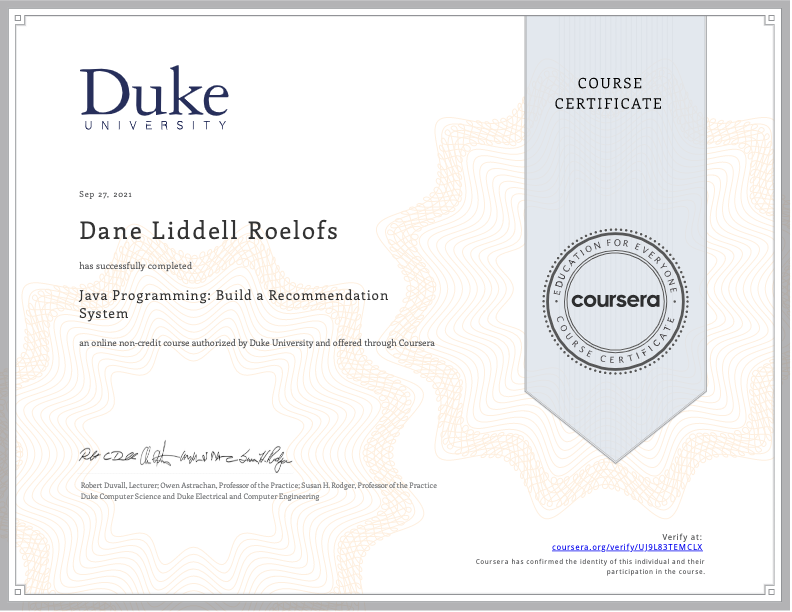 Duke
UNIVERSITY
COURSE
CERTIFICATE
Sep 27, 2021
Dane Liddell Roelofs
has successfully completed
Java Programming: Build a Recommendation
System
an online non-credit course authorized by Duke University and offered through Coursera
EDUCATION FOR EVERYONE
coursera
COURSE CERTIFICATE
Robert Duvall, Lecturer; Owen Astrachan, Professor of the Practice; Susan H. Rodger, Professor of the Practice
Duke Computer Science and Duke Electrical and Computer Engineering
Verify at:
coursera.org/verify/UJ9L83TEMCLX
Coursera has confirmed the identity of this individual and their
participation in the course.